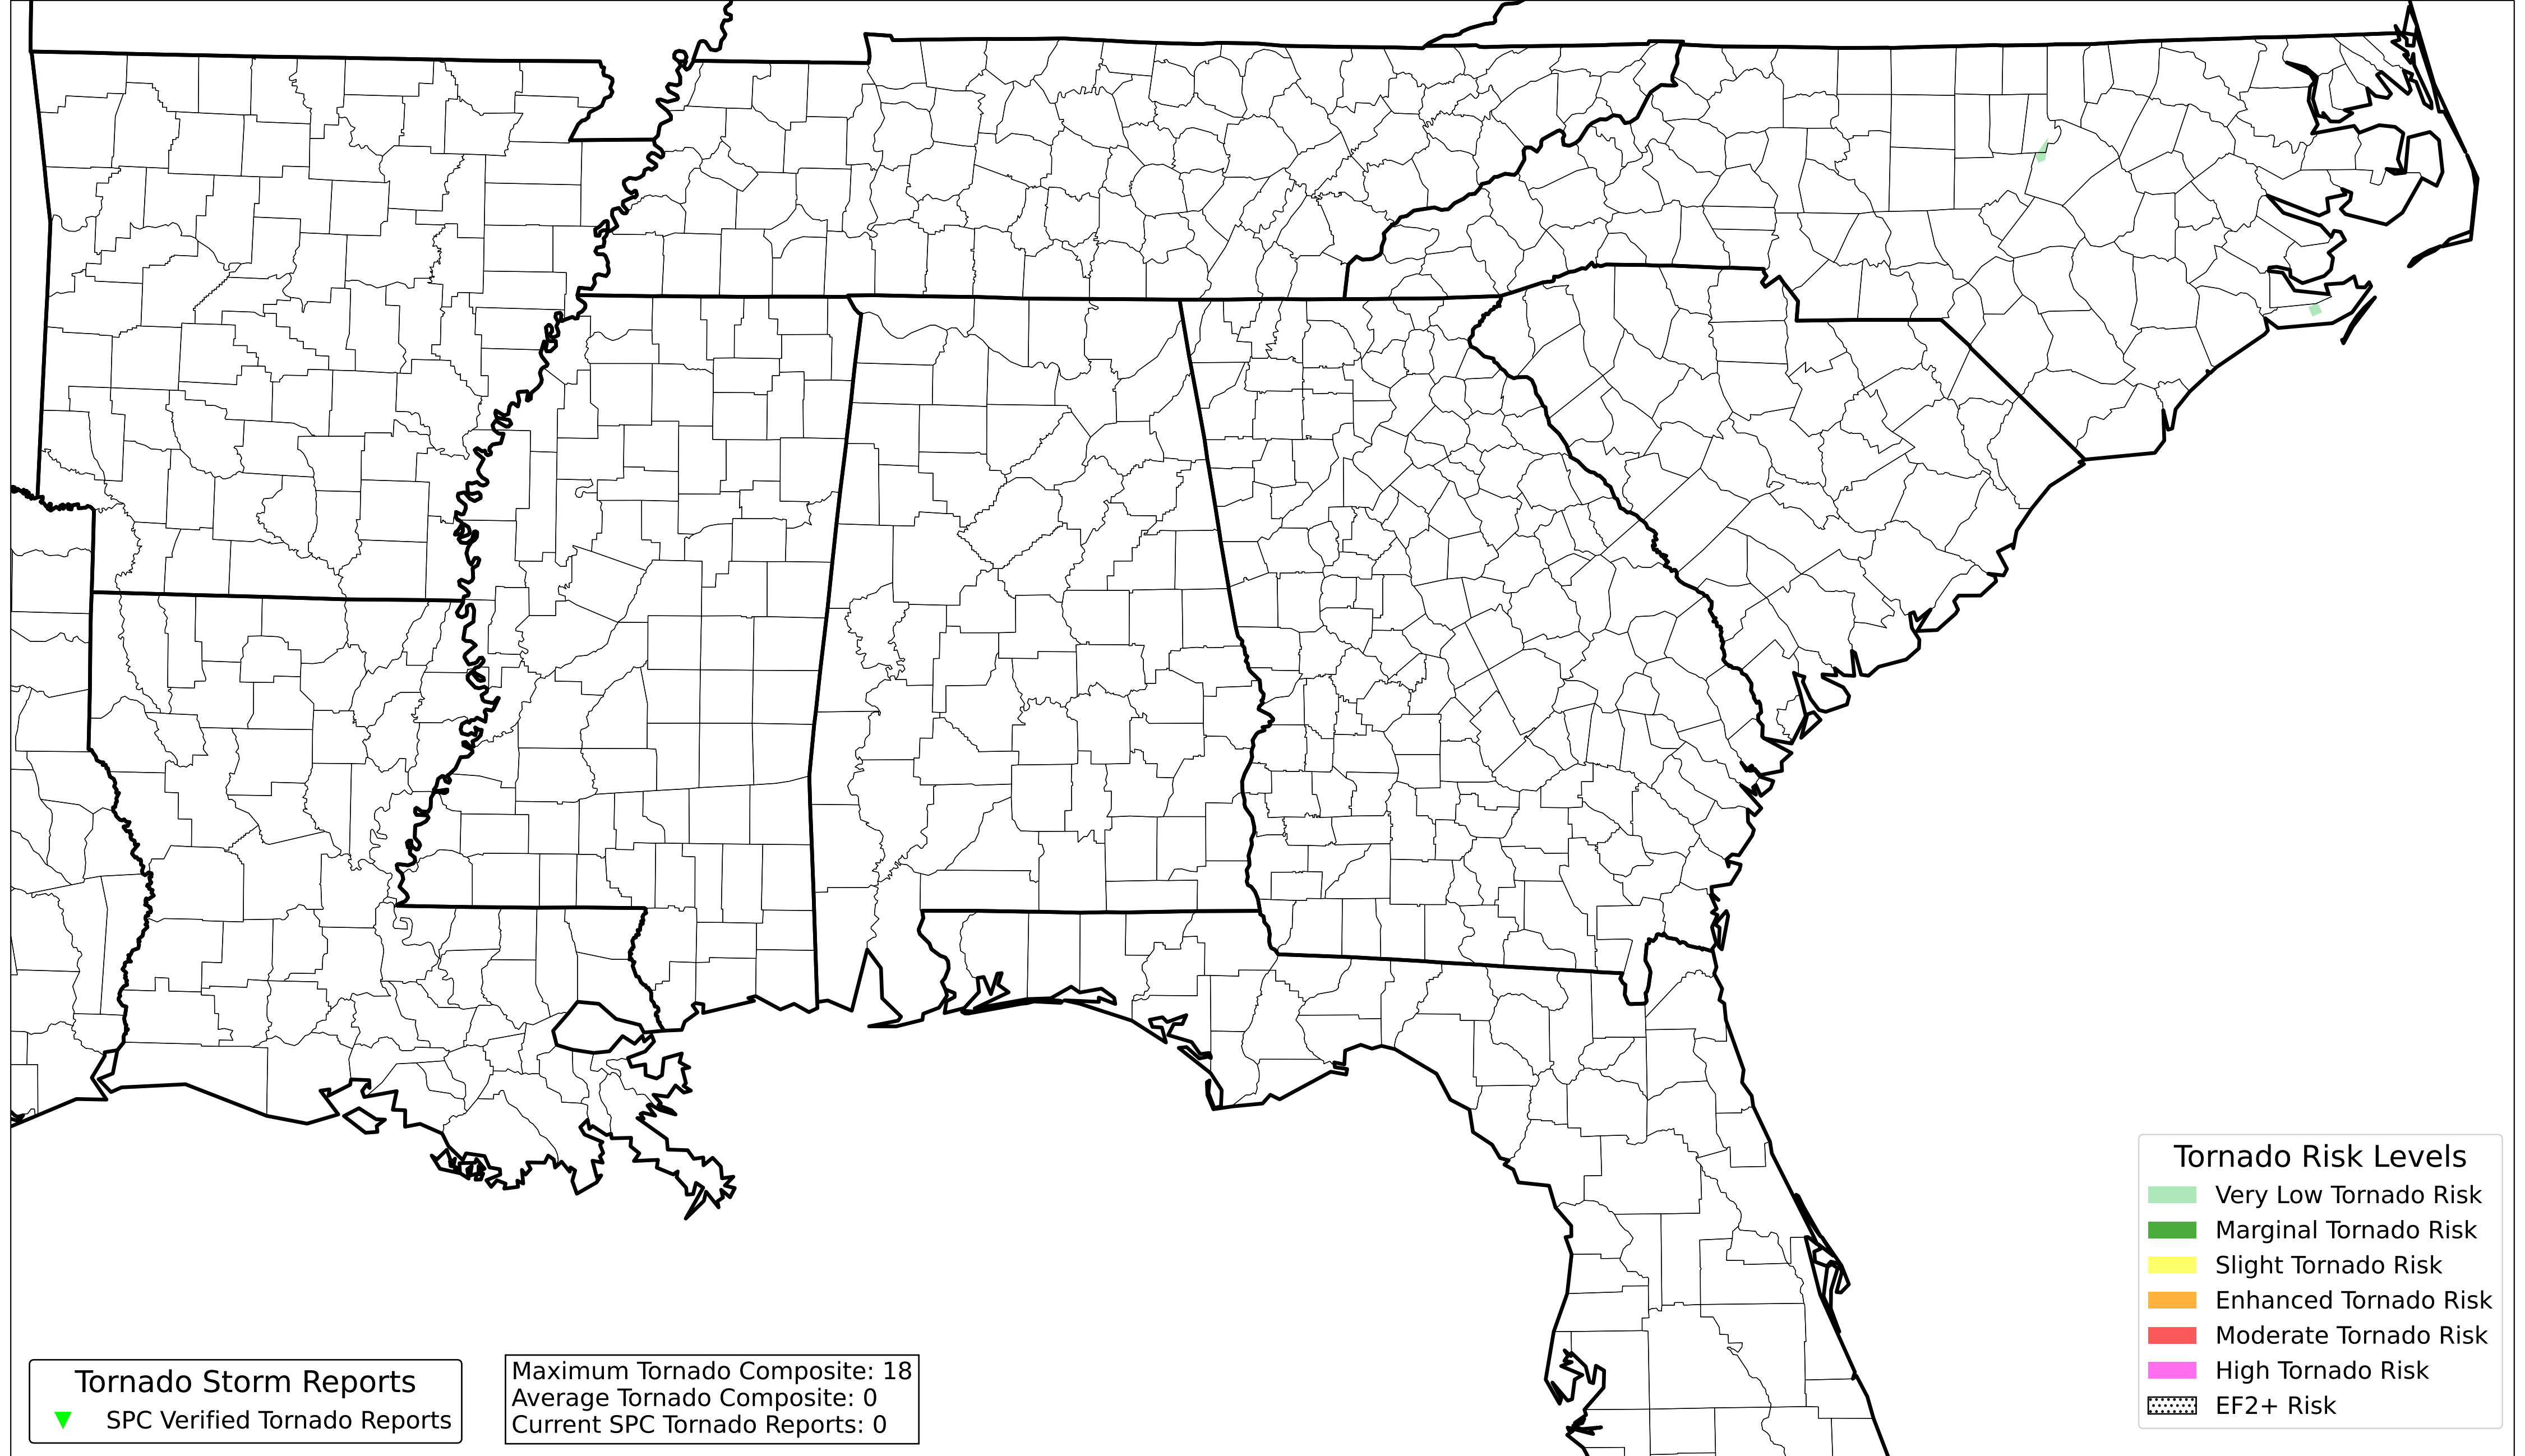 Tornado Risk Levels
Very Low Tornado Risk
Marginal Tornado Risk
Slight Tornado Risk
Enhanced Tornado Risk
Moderate Tornado Risk
High Tornado Risk
EF2+ Risk
Tornado Storm Reports
SPC Verified Tornado Reports
Maximum Tornado Composite: 18
Average Tornado Composite: 0
Current SPC Tornado Reports: 0